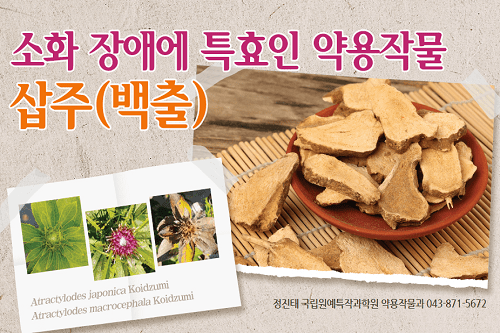 소화 장애에 특효인 약용작물
삽주(백출)
Atractylodes japonica Koidzumi
Atractylodes macrocephala Koidzumi
정진태 국립원예특작과학원 약용작물과 043-871-5672